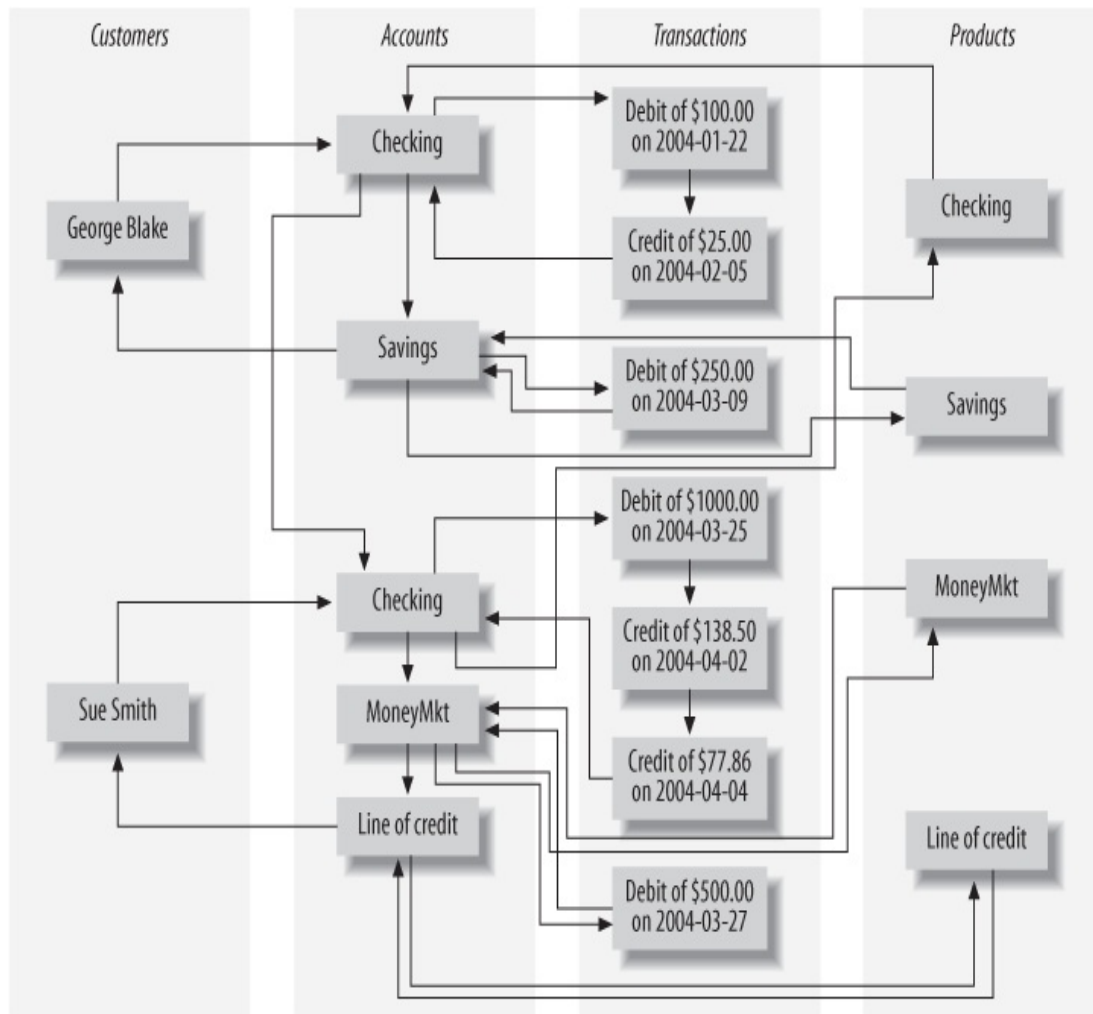 Customers
Accounts
Transactions
Products
Checking
Debit of $100.00
on 2004-01-22
George Blake
Checking
Credit of $25.00
on 2004-02-05
Savings
Debit of $250.00
on 2004-03-09
Savings
Debit of $1000.00
on 2004-03-25
Checking
MoneyMkt
Credit of $138.50
on 2004-04-02
Sue Smith
MoneyMkt
Credit of $77.86
on 2004-04-04
Line of credit
Line of credit
Debit of $500.00
on 2004-03-27